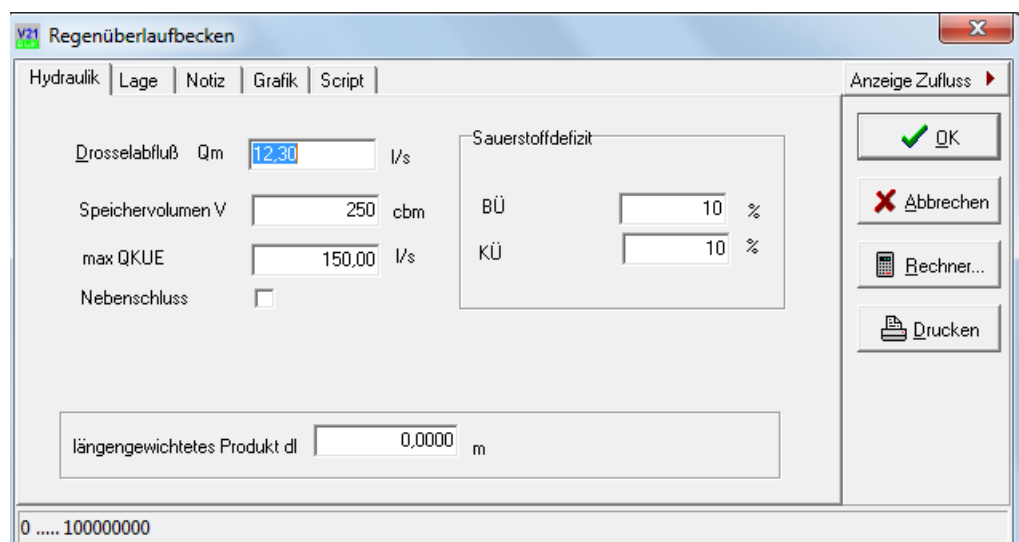 V21 Regenüberlaufbecken
Hydraulik Lage Notiz Grafik Script
Anzeige Zufluss
Drosselabfluß Qm 12,30 l/s
Speichervolumen V 250 cbm
max QKUE 150,00 l/s
Nebenschluss
Sauerstoffdefizit
BÜ 10 %
KÜ 10 %
längengewichtetes Produkt dl 0,0000 m
OK
Abbrechen
Rechner...
Drucken
0 ..... 100000000